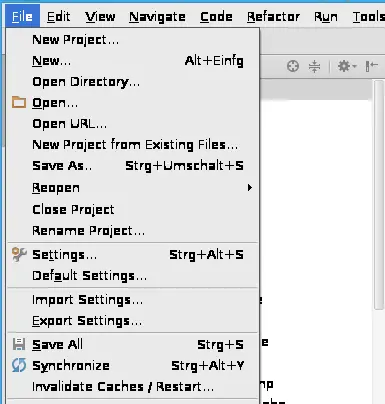 File Edit View Navigate Code Refactor Run Tools
New Project...
New... Alt+Einfg
Open Directory...
Open...
Open URL...
New Project from Existing Files...
Save As.. Strg+Umschalt+S
Reopen
Close Project
Rename Project...
Settings... Strg+Alt+S
Default Settings...
Import Settings...
Export Settings...
Save All Strg+S
Synchronize Strg+Alt+Y
Invalidate Caches / Restart...